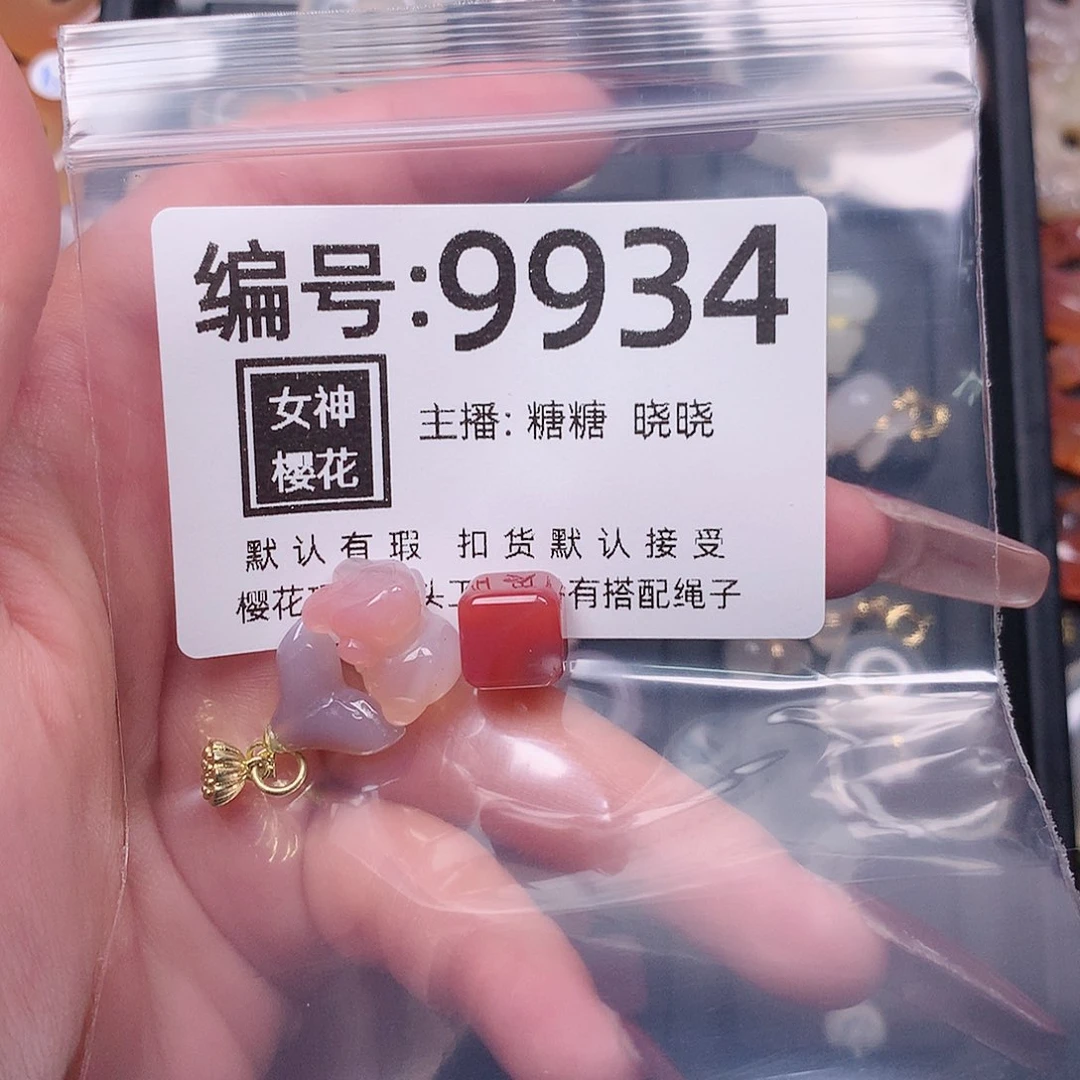 编号:9934
女神
樱花
主播: 糖糖 晓晓
默认有瑕 扣货默认接受
樱花 有搭配绳子